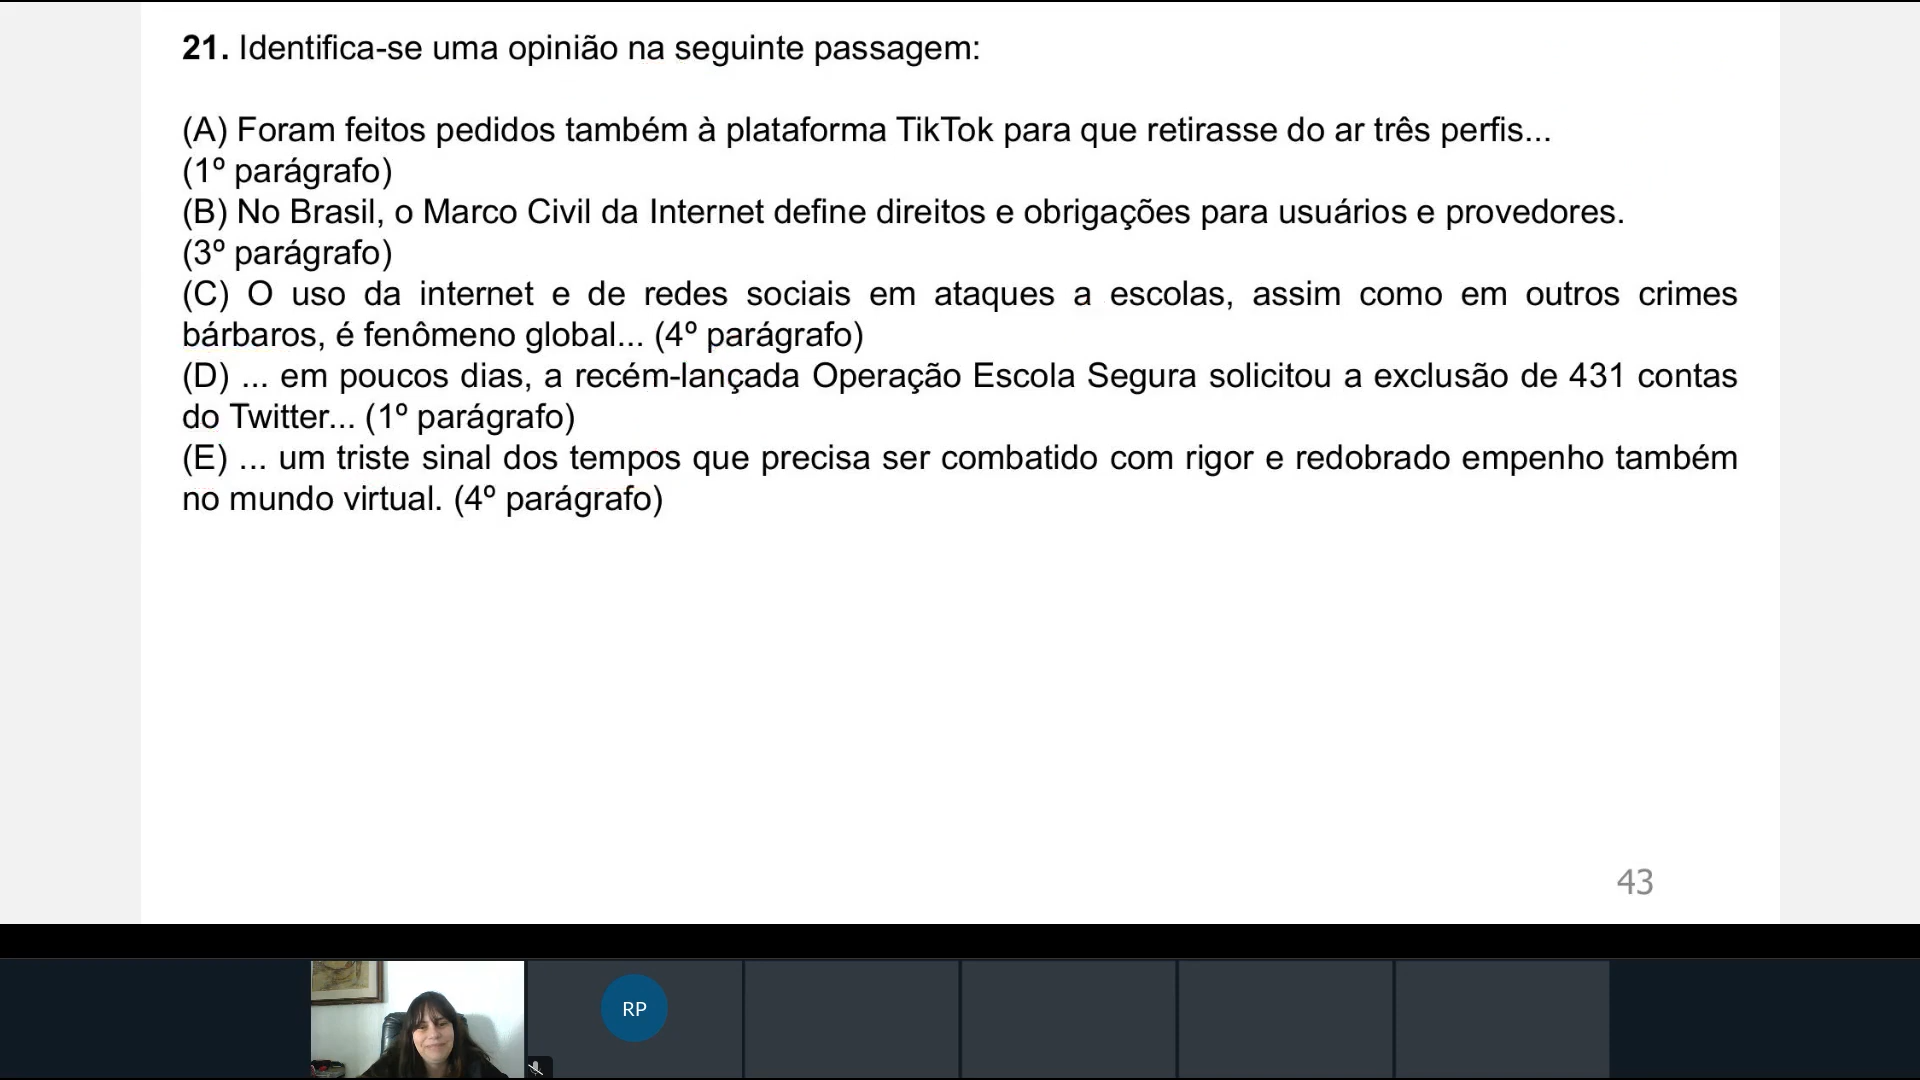 21. Identifica-se uma opinião na seguinte passagem:
(A) Foram feitos pedidos também à plataforma TikTok para que retirasse do ar três perfis...
(1º parágrafo)
(B) No Brasil, o Marco Civil da Internet define direitos e obrigações para usuários e provedores.
(3º parágrafo)
(C) O uso da internet e de redes sociais em ataques a escolas, assim como em outros crimes
bárbaros, é fenômeno global... (4º parágrafo)
(D) ... em poucos dias, a recém-lançada Operação Escola Segura solicitou a exclusão de 431 contas
do Twitter... (1º parágrafo)
(E) ... um triste sinal dos tempos que precisa ser combatido com rigor e redobrado empenho também
no mundo virtual. (4º parágrafo)
43
RP